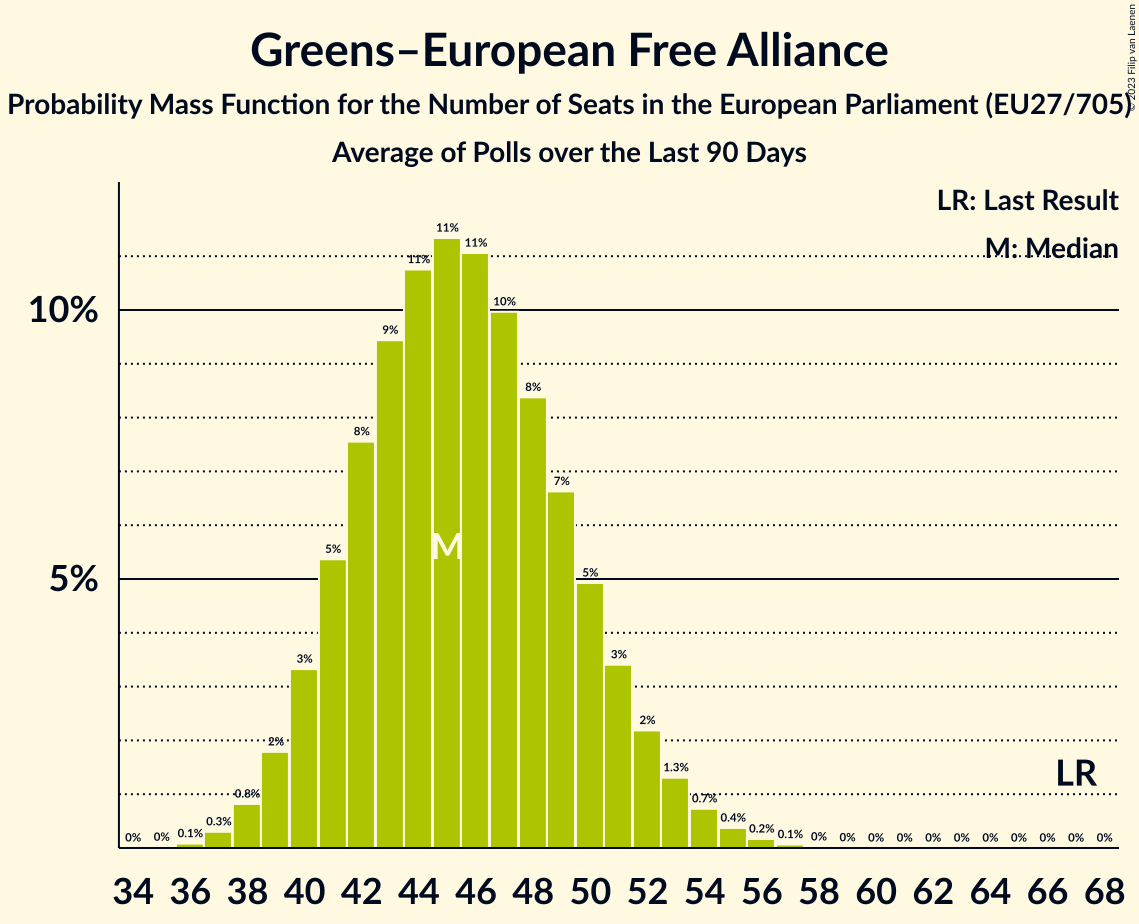 Greens–European Free Alliance
Probability Mass Function for the Number of Seats in the European Parliament (EU27/705)
Average of Polls over the Last 90 Days
© 2023 Filip van Laenen
LR: Last Result
M: Median
10%
5%
0% 0% 0.1% 0.3% 0.8% 2% 3% 5% 8% 9% 11% 11% 11% 10% 8% 7% 5% 3% 2% 1.3% 0.7% 0.4% 0.2% 0.1% 0% 0% 0% 0% 0% 0% 0% 0% 0% 0% 0%
M
LR
34 36 38 40 42 44 46 48 50 52 54 56 58 60 62 64 66 68